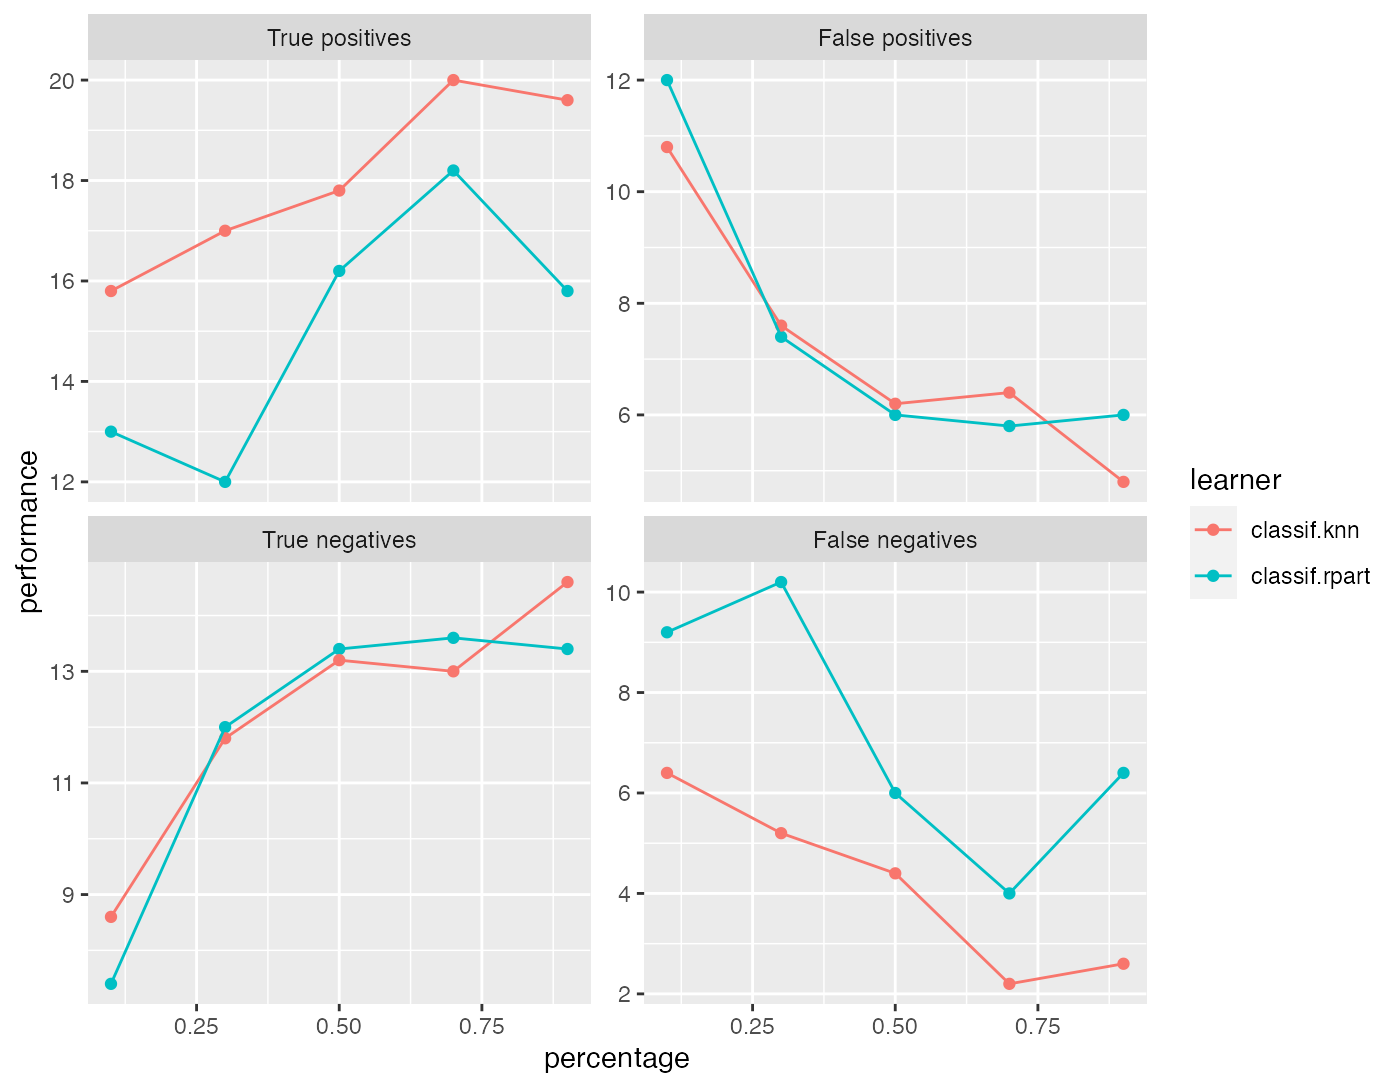 True positives
False positives
20
18
16
14
12
12
10
8
6
performance
True negatives
False negatives
13
11
9
10
8
6
4
2
0.25 0.50 0.75
0.25 0.50 0.75
percentage
learner
classif.knn
classif.rpart